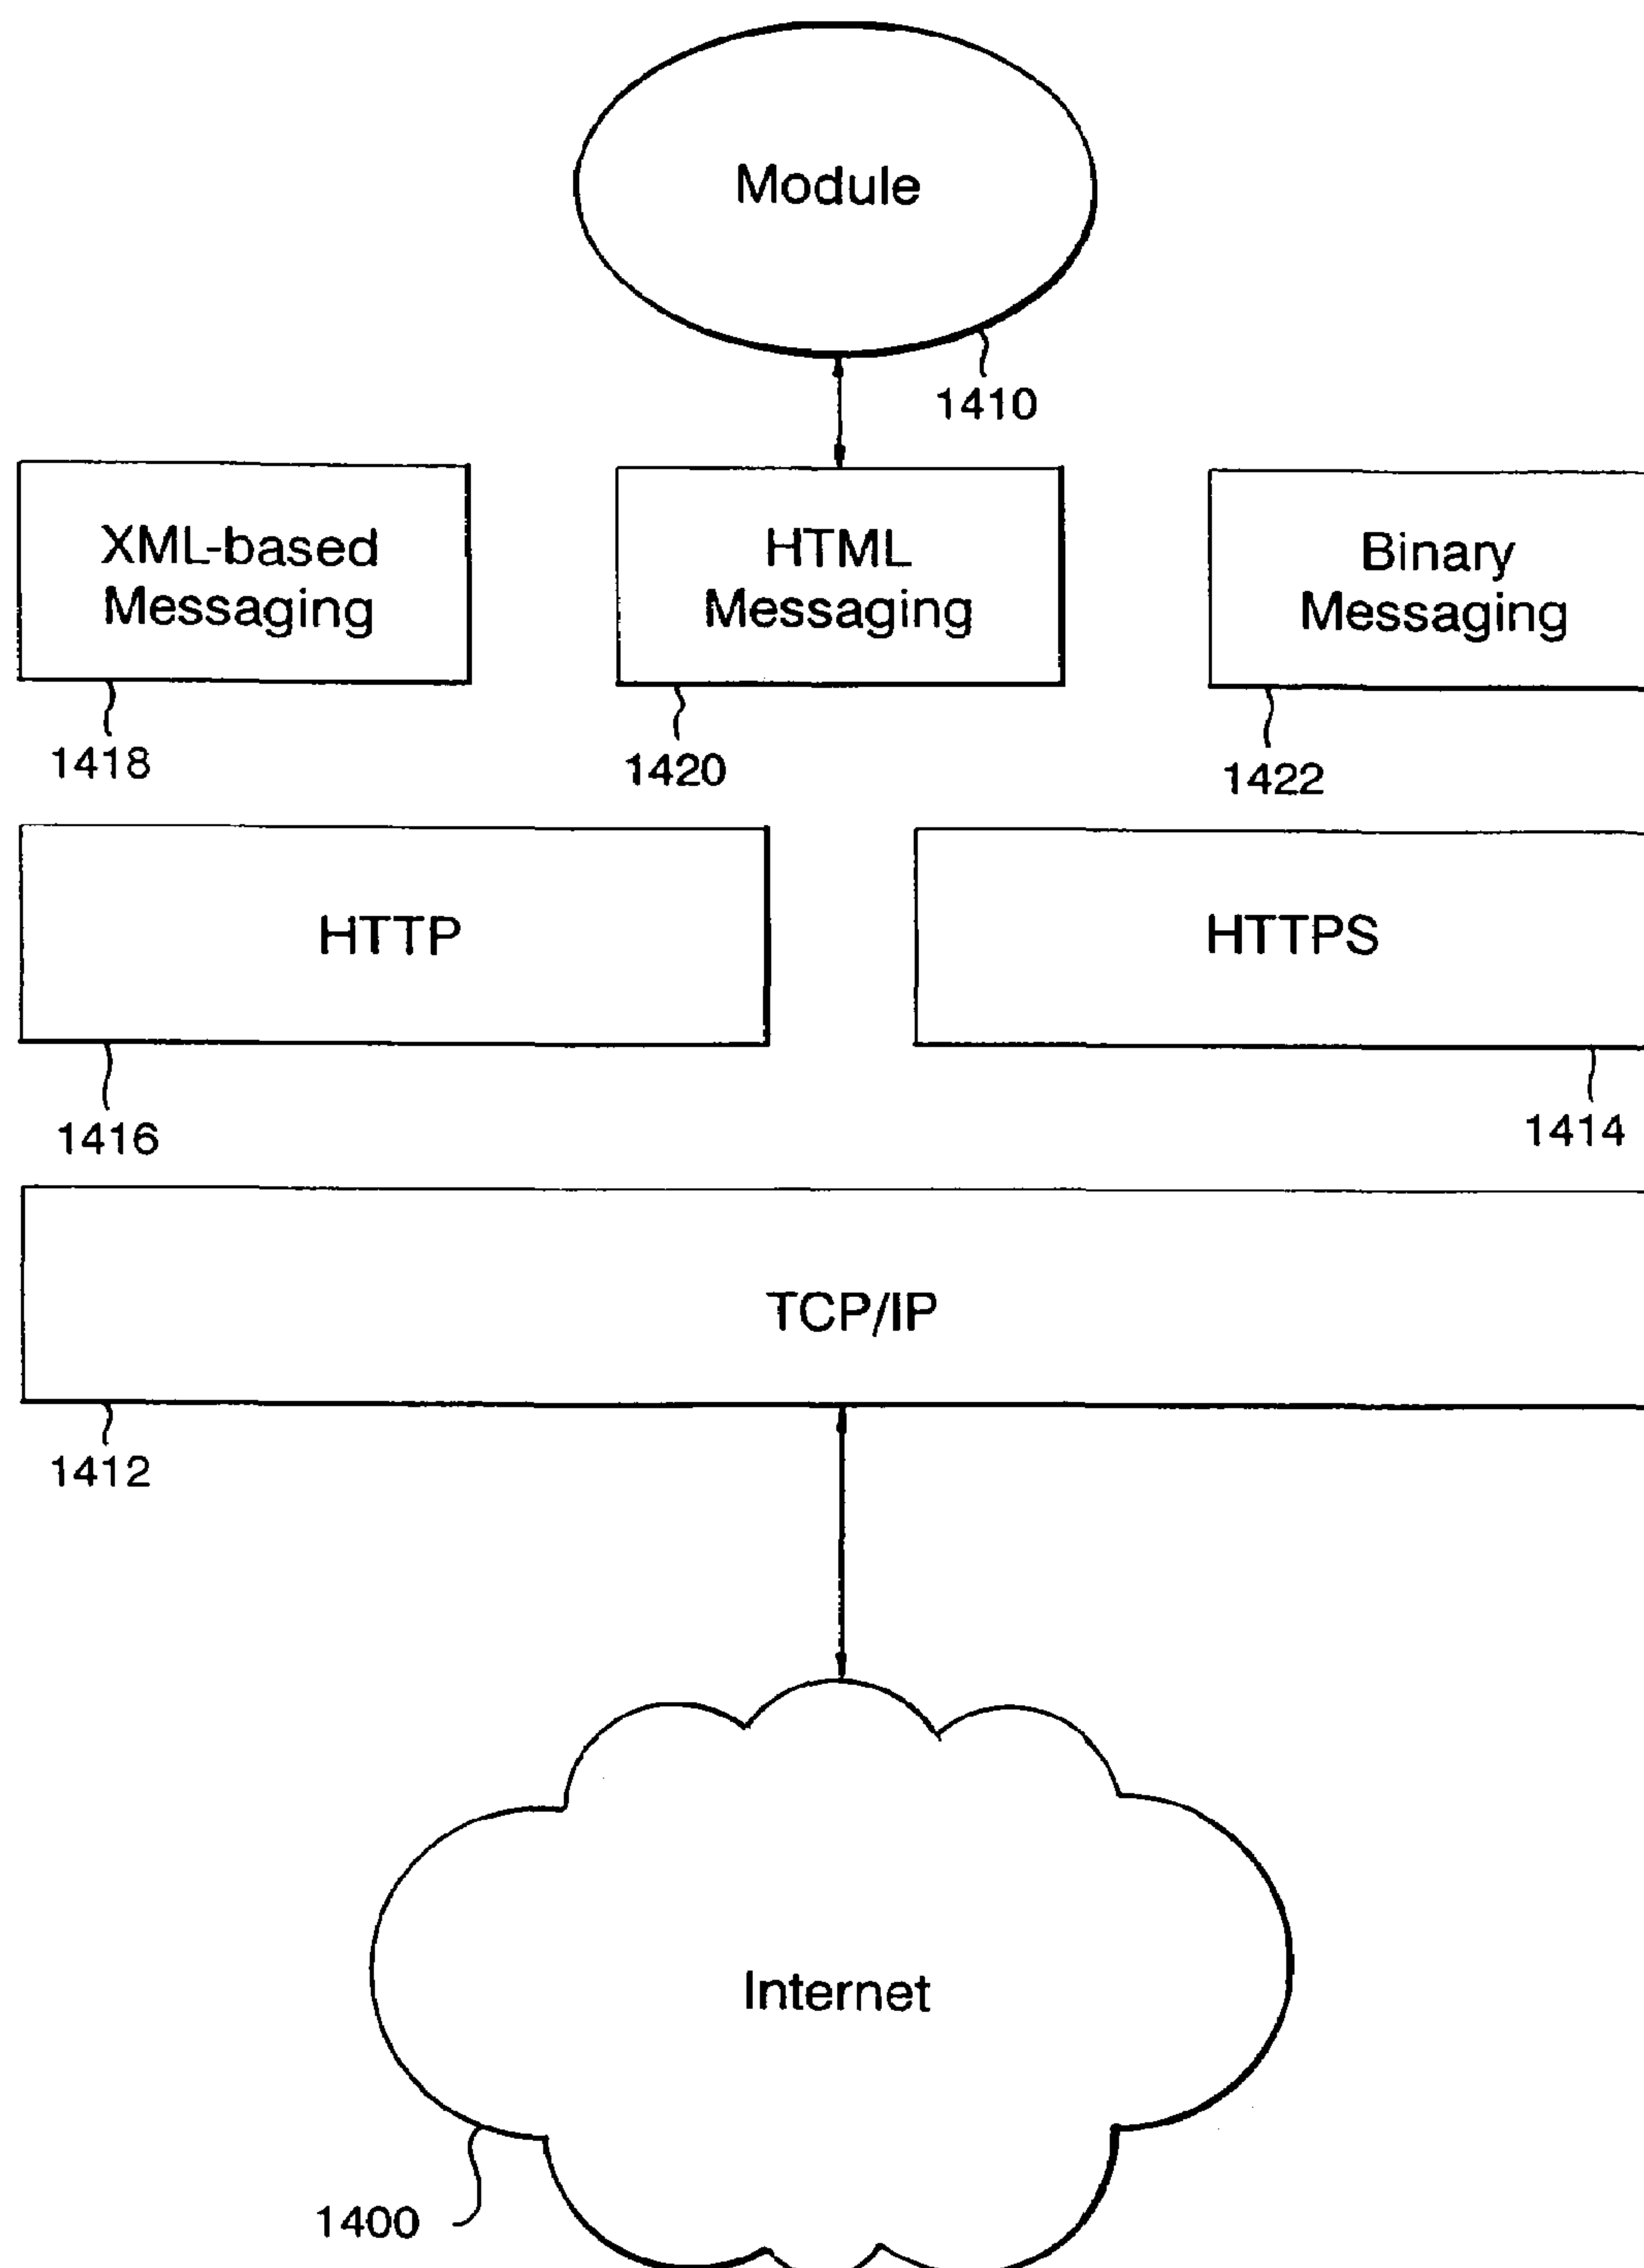 Module
1410
XML-based
Messaging
HTML
Messaging
Binary
Messaging
1418
1420
1422
HTTP
HTTPS
1416
1414
TCP/IP
1412
Internet
1400